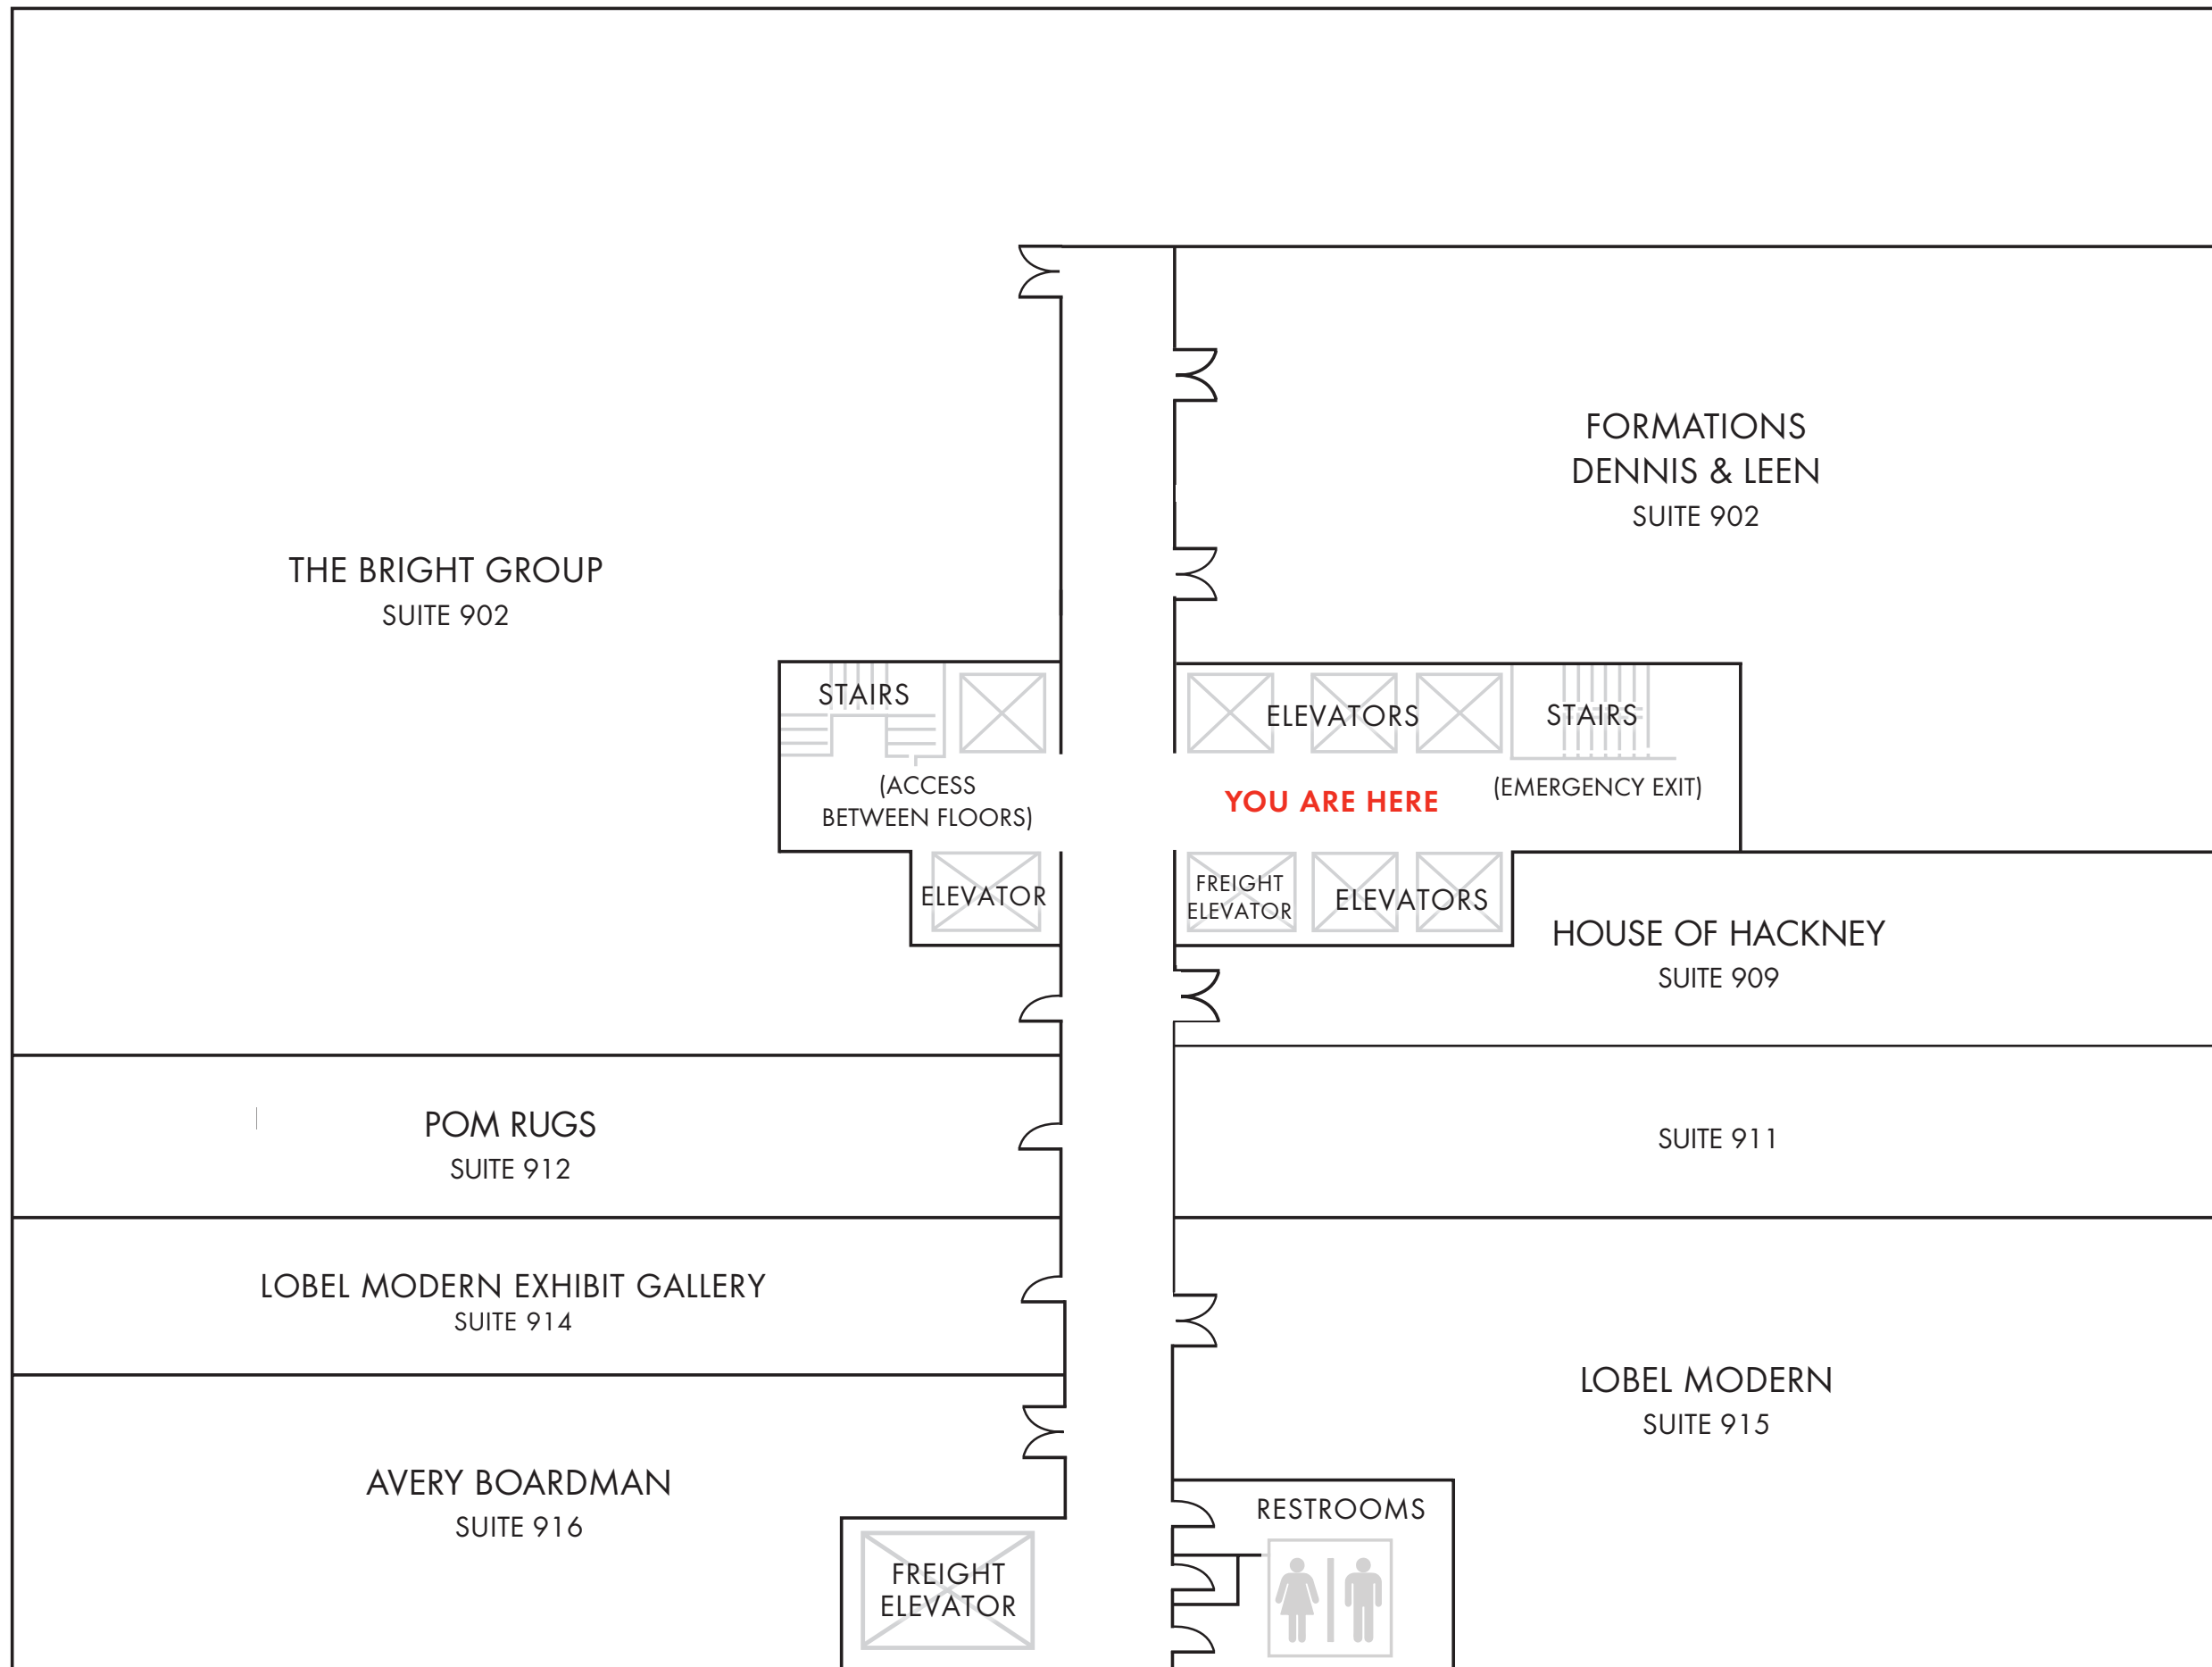 FORMATIONS
DENNIS & LEEN
SUITE 902
THE BRIGHT GROUP
SUITE 902
STAIRS
ELEVATORS
STAIRS
(ACCESS
BETWEEN FLOORS)
YOU ARE HERE
(EMERGENCY EXIT)
ELEVATOR
FREIGHT
ELEVATOR
ELEVATORS
HOUSE OF HACKNEY
SUITE 909
POM RUGS
SUITE 912
SUITE 911
LOBEL MODERN EXHIBIT GALLERY
SUITE 914
LOBEL MODERN
SUITE 915
AVERY BOARDMAN
SUITE 916
RESTROOMS
FREIGHT
ELEVATOR